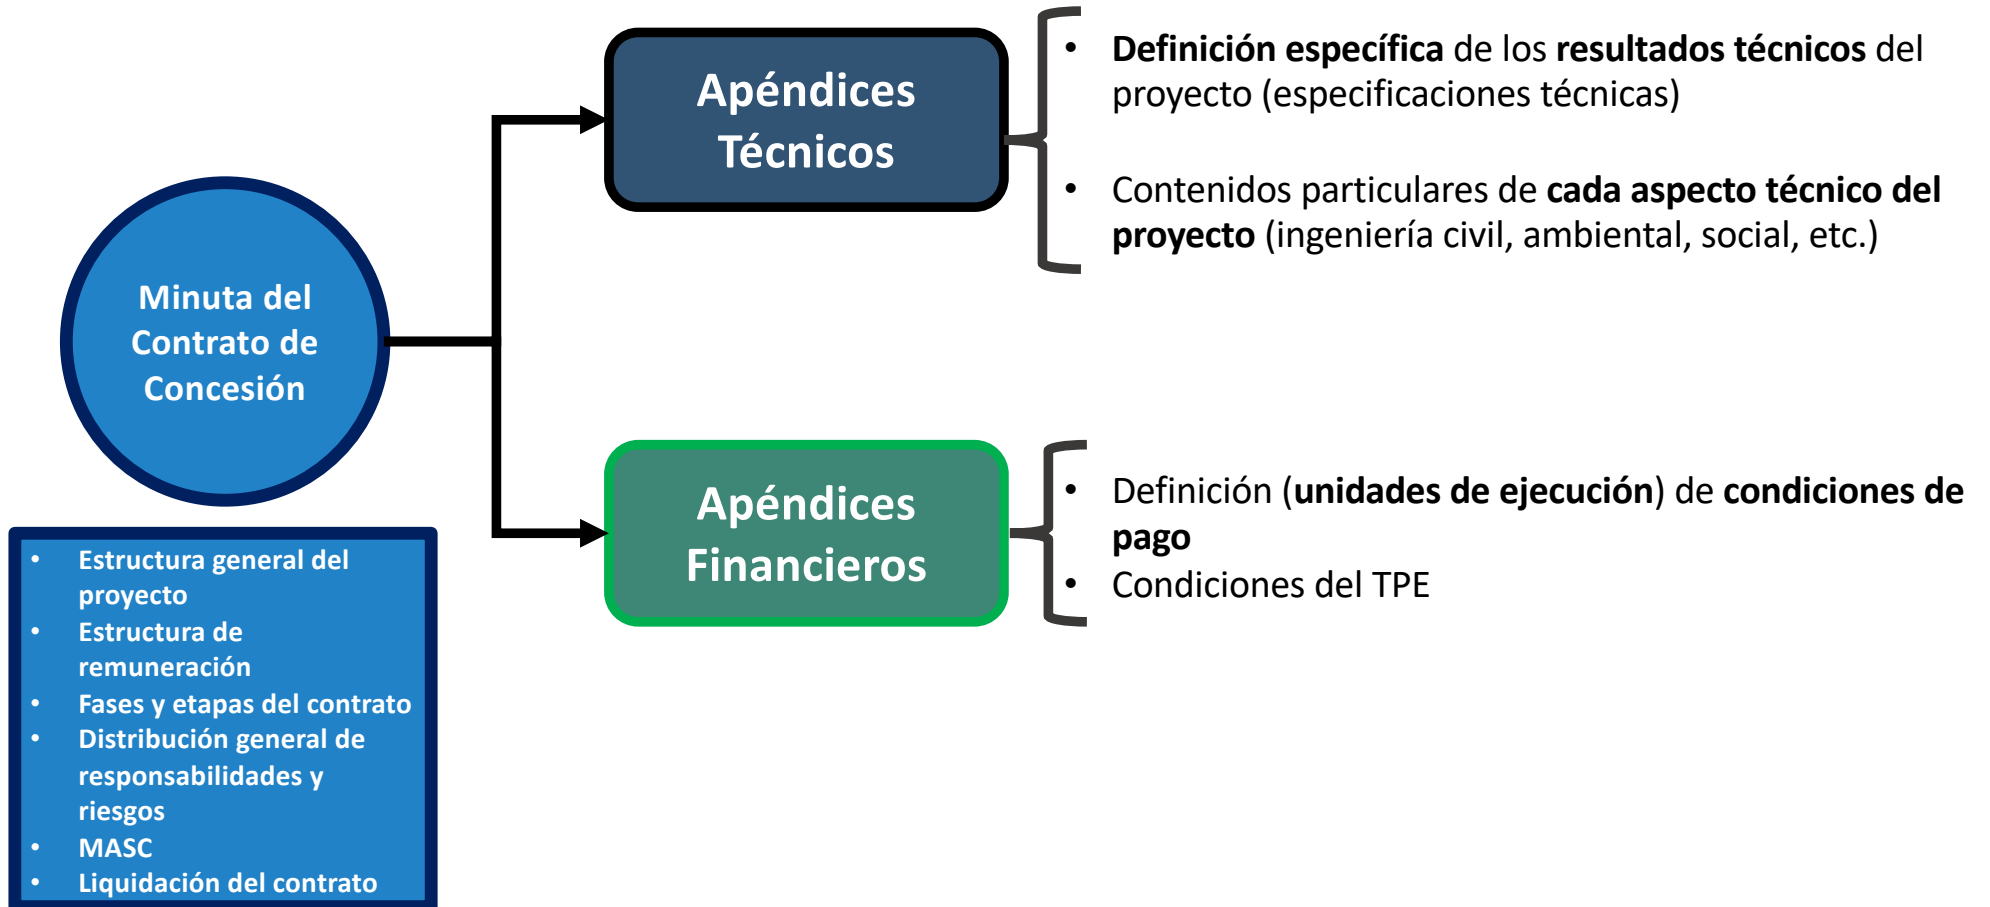 Minuta del
Contrato de
Concesión
• Estructura general del
proyecto
• Estructura de
remuneración
• Fases y etapas del contrato
• Distribución general de
responsabilidades y
riesgos
• MASC
• Liquidación del contrato
Apéndices
Técnicos
• Definición específica de los resultados técnicos del
proyecto (especificaciones técnicas)
• Contenidos particulares de cada aspecto técnico del
proyecto (ingeniería civil, ambiental, social, etc.)
Apéndices
Financieros
• Definición (unidades de ejecución) de condiciones de
pago
• Condiciones del TPE